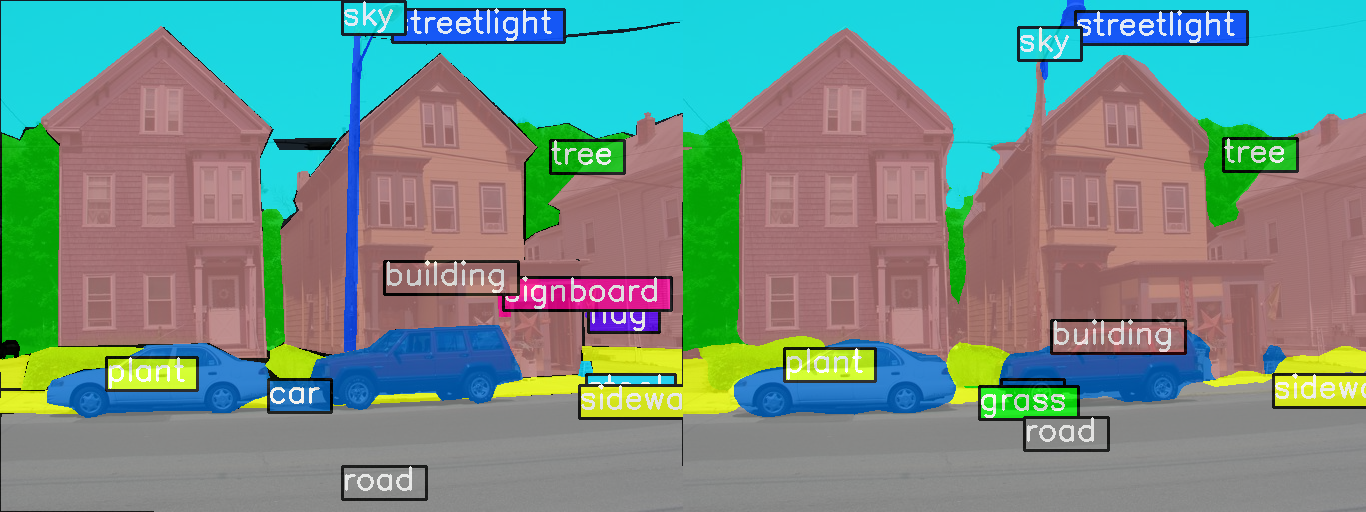 sky
streetlight
tree
building
signboard
flag
plant
car
sidewa
road
streetlight
sky
tree
building
plant
sidewa
grass
road